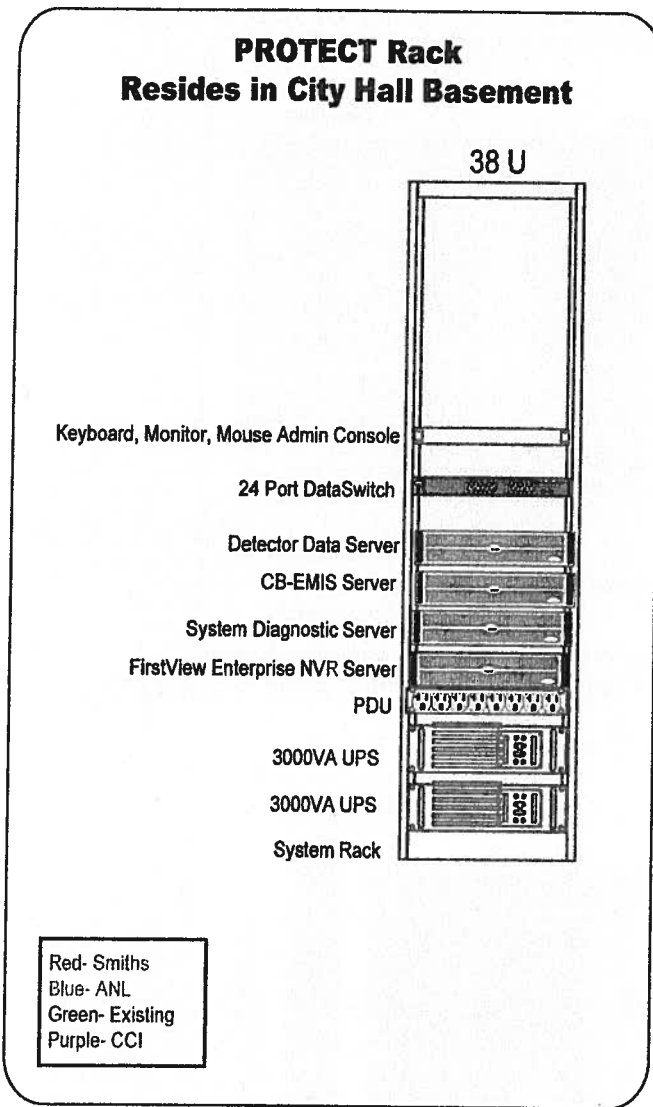 PROTECT Rack
Resides in City Hall Basement
38 U
Keyboard, Monitor, Mouse Admin Console
24 Port DataSwitch
Detector Data Server
CB-EMIS Server
System Diagnostic Server
FirstView Enterprise NVR Server
PDU
3000VA UPS
3000VA UPS
System Rack
Red- Smiths
Blue- ANL
Green- Existing
Purple- CCI